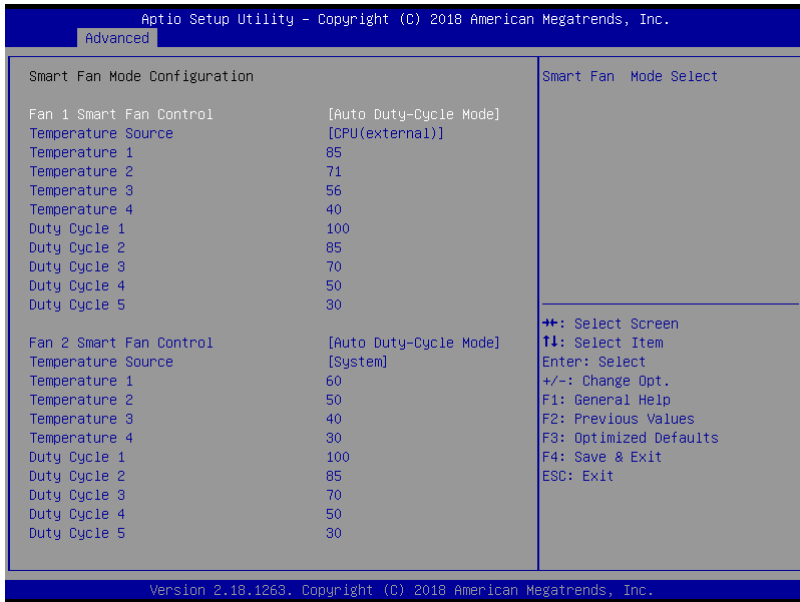 Aptio Setup Utility – Copyright (C) 2018 American Megatrends, Inc.
Advanced
Smart Fan Mode Configuration
Fan 1 Smart Fan Control [Auto Duty-Cycle Mode]
Temperature Source [CPU(external)]
Temperature 1 85
Temperature 2 71
Temperature 3 56
Temperature 4 40
Duty Cycle 1 100
Duty Cycle 2 85
Duty Cycle 3 70
Duty Cycle 4 50
Duty Cycle 5 30
Fan 2 Smart Fan Control [Auto Duty-Cycle Mode]
Temperature Source [System]
Temperature 1 60
Temperature 2 50
Temperature 3 40
Temperature 4 30
Duty Cycle 1 100
Duty Cycle 2 85
Duty Cycle 3 70
Duty Cycle 4 50
Duty Cycle 5 30
Smart Fan Mode Select
→←: Select Screen
↑↓: Select Item
Enter: Select
+/-: Change Opt.
F1: General Help
F2: Previous Values
F3: Optimized Defaults
F4: Save & Exit
ESC: Exit
Version 2.18.1263. Copyright (C) 2018 American Megatrends, Inc.